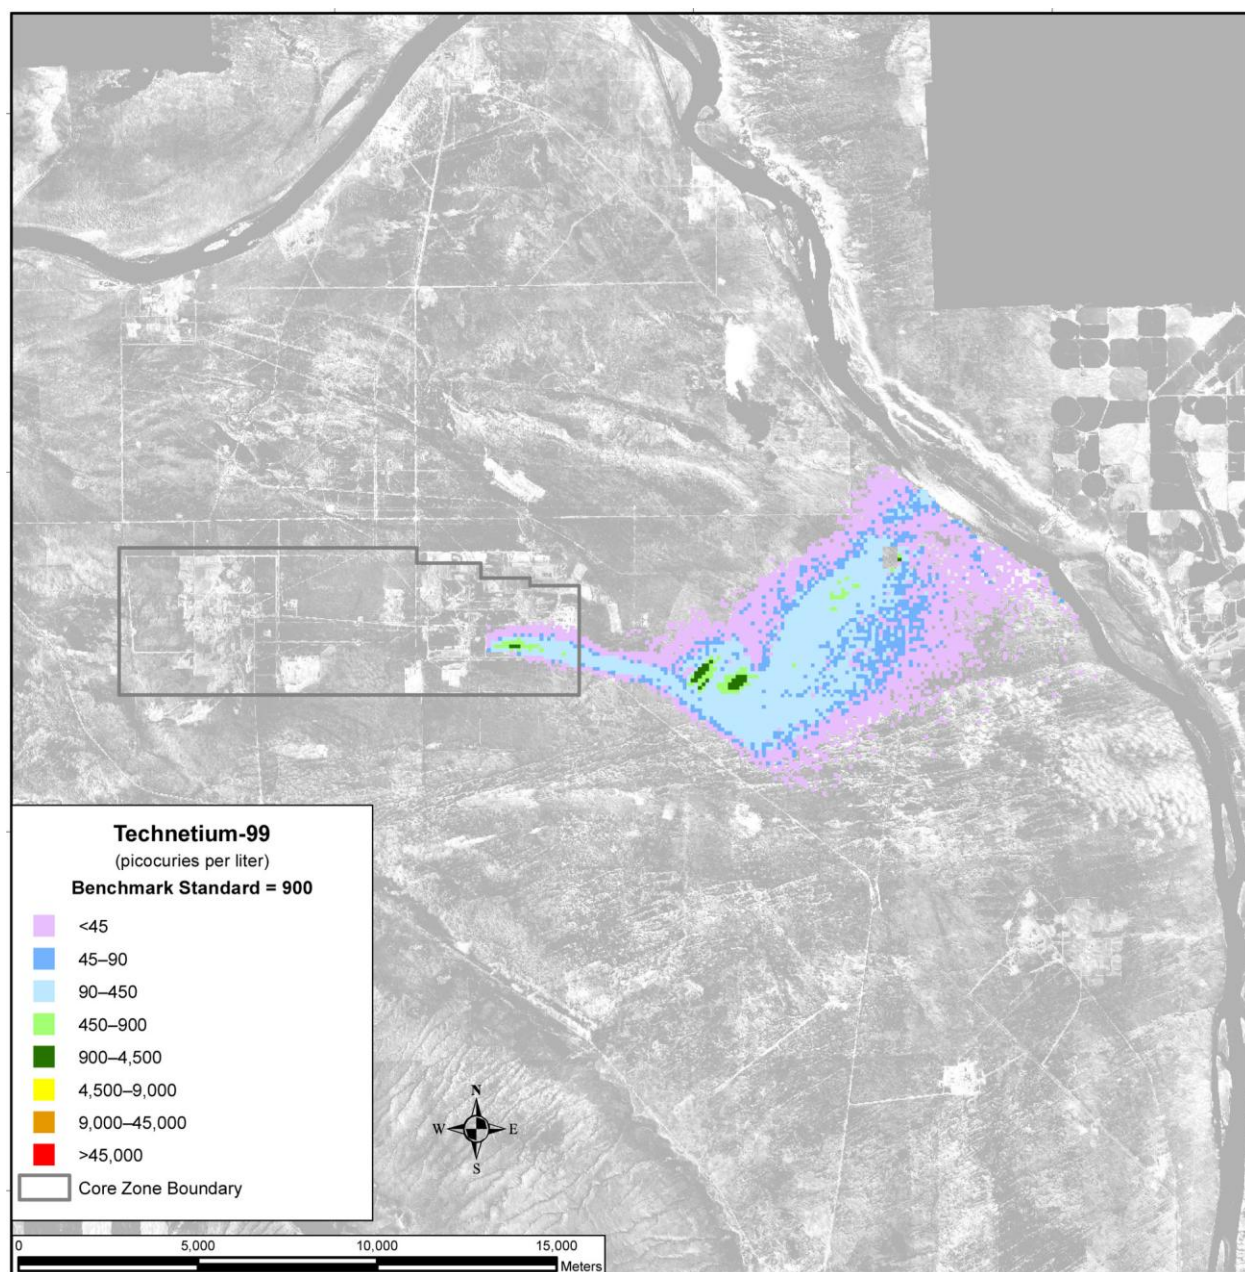 Technetium-99
(picocuries per liter)
Benchmark Standard = 900
<45
45–90
90–450
450–900
900–4,500
4,500–9,000
9,000–45,000
>45,000
Core Zone Boundary
N
W E
S
0 5,000 10,000 15,000
Meters